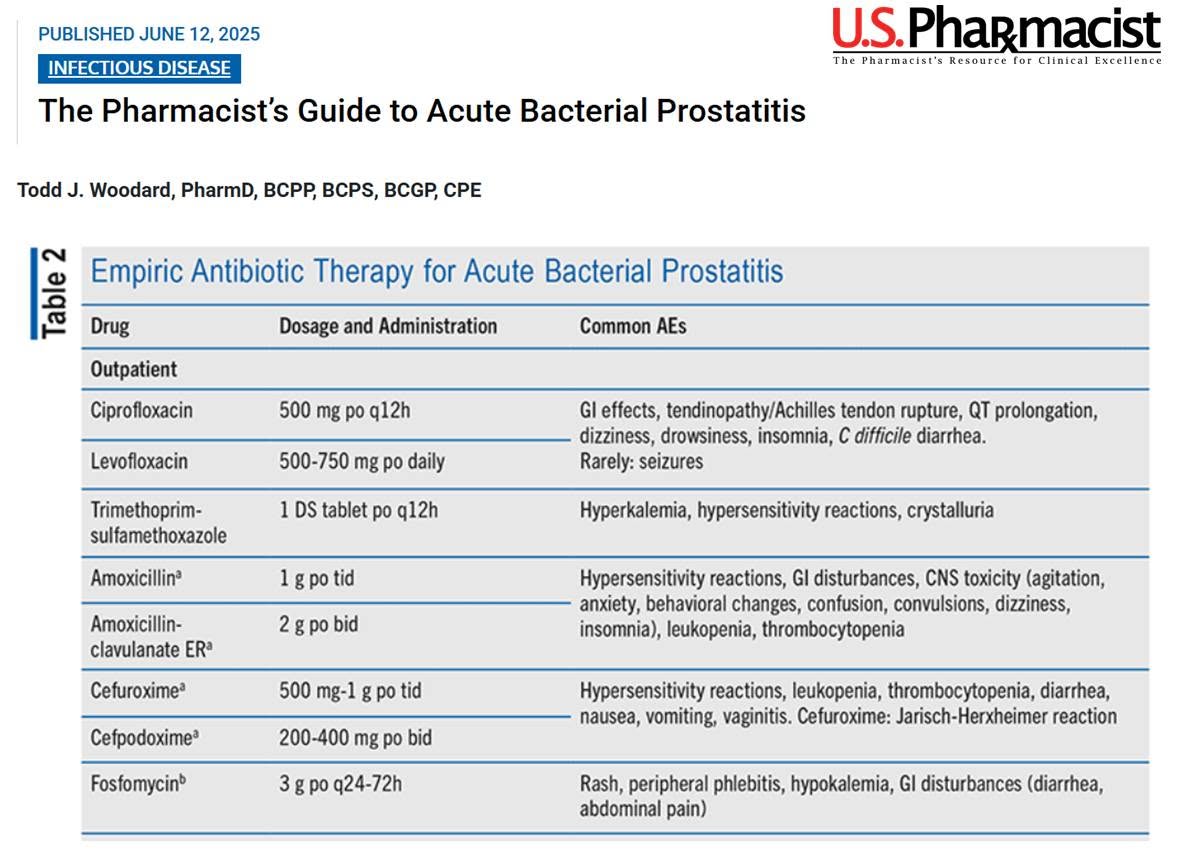 PUBLISHED JUNE 12, 2025
U.S. Pharmacist
The Pharmacist's Resource for Clinical Excellence
INFECTIOUS DISEASE
The Pharmacist’s Guide to Acute Bacterial Prostatitis
Todd J. Woodard, PharmD, BCPP, BCPS, BCGP, CPE
Table 2
Empiric Antibiotic Therapy for Acute Bacterial Prostatitis
Drug Dosage and Administration Common AEs
Outpatient
Ciprofloxacin 500 mg po q12h GI effects, tendinopathy/Achilles tendon rupture, QT prolongation,
dizziness, drowsiness, insomnia, C difficile diarrhea.
Levofloxacin 500-750 mg po daily Rarely: seizures
Trimethoprim- 1 DS tablet po q12h Hyperkalemia, hypersensitivity reactions, crystalluria
sulfamethoxazole
Amoxicillinᵃ 1 g po tid Hypersensitivity reactions, GI disturbances, CNS toxicity (agitation,
anxiety, behavioral changes, confusion, convulsions, dizziness,
Amoxicillin- 2 g po bid insomnia), leukopenia, thrombocytopenia
clavulanate ERᵃ
Cefuroximeᵃ 500 mg-1 g po tid Hypersensitivity reactions, leukopenia, thrombocytopenia, diarrhea,
nausea, vomiting, vaginitis. Cefuroxime: Jarisch-Herxheimer reaction
Cefpodoximeᵃ 200-400 mg po bid
Fosfomycinᵇ 3 g po q24-72h Rash, peripheral phlebitis, hypokalemia, GI disturbances (diarrhea,
abdominal pain)